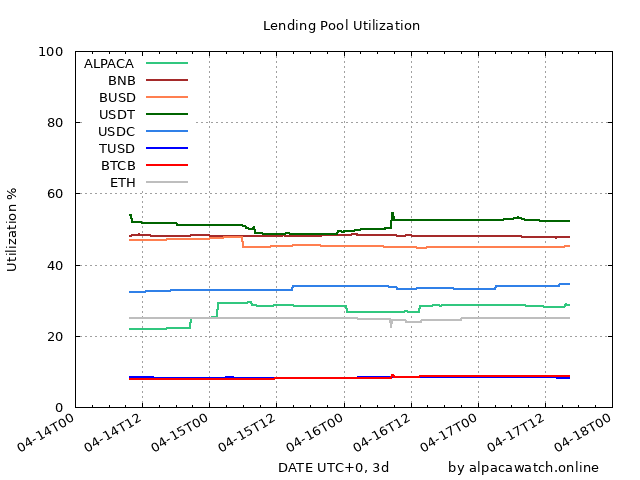 Lending Pool Utilization
100
80
60
40
20
0
Utilization %
ALPACA
BNB
BUSD
USDT
USDC
TUSD
BTCB
ETH
04-14T00
04-14T12
04-15T00
04-15T12
04-16T00
04-16T12
04-17T00
04-17T12
04-18T00
DATE UTC+0, 3d
by alpacawatch.online